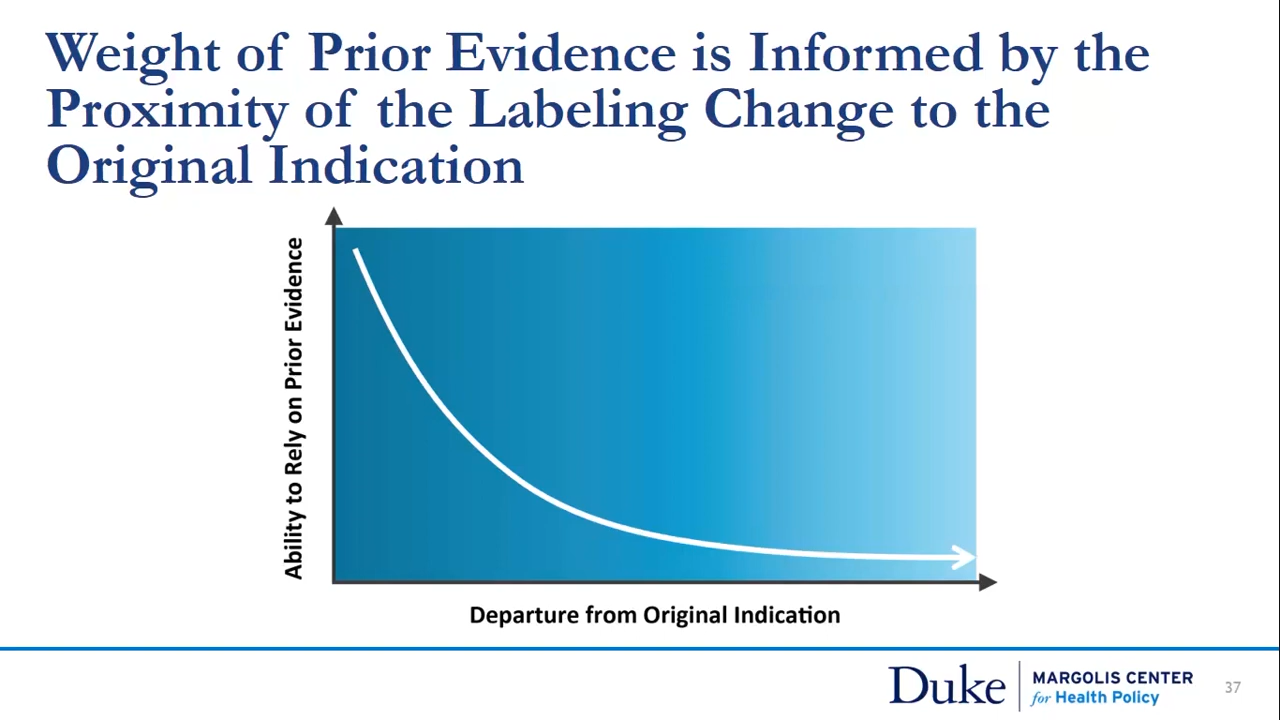 Weight of Prior Evidence is Informed by the
Proximity of the Labeling Change to the
Original Indication
Ability to Rely on Prior Evidence
Departure from Original Indication
Duke
MARGOLIS CENTER
for Health Policy
37